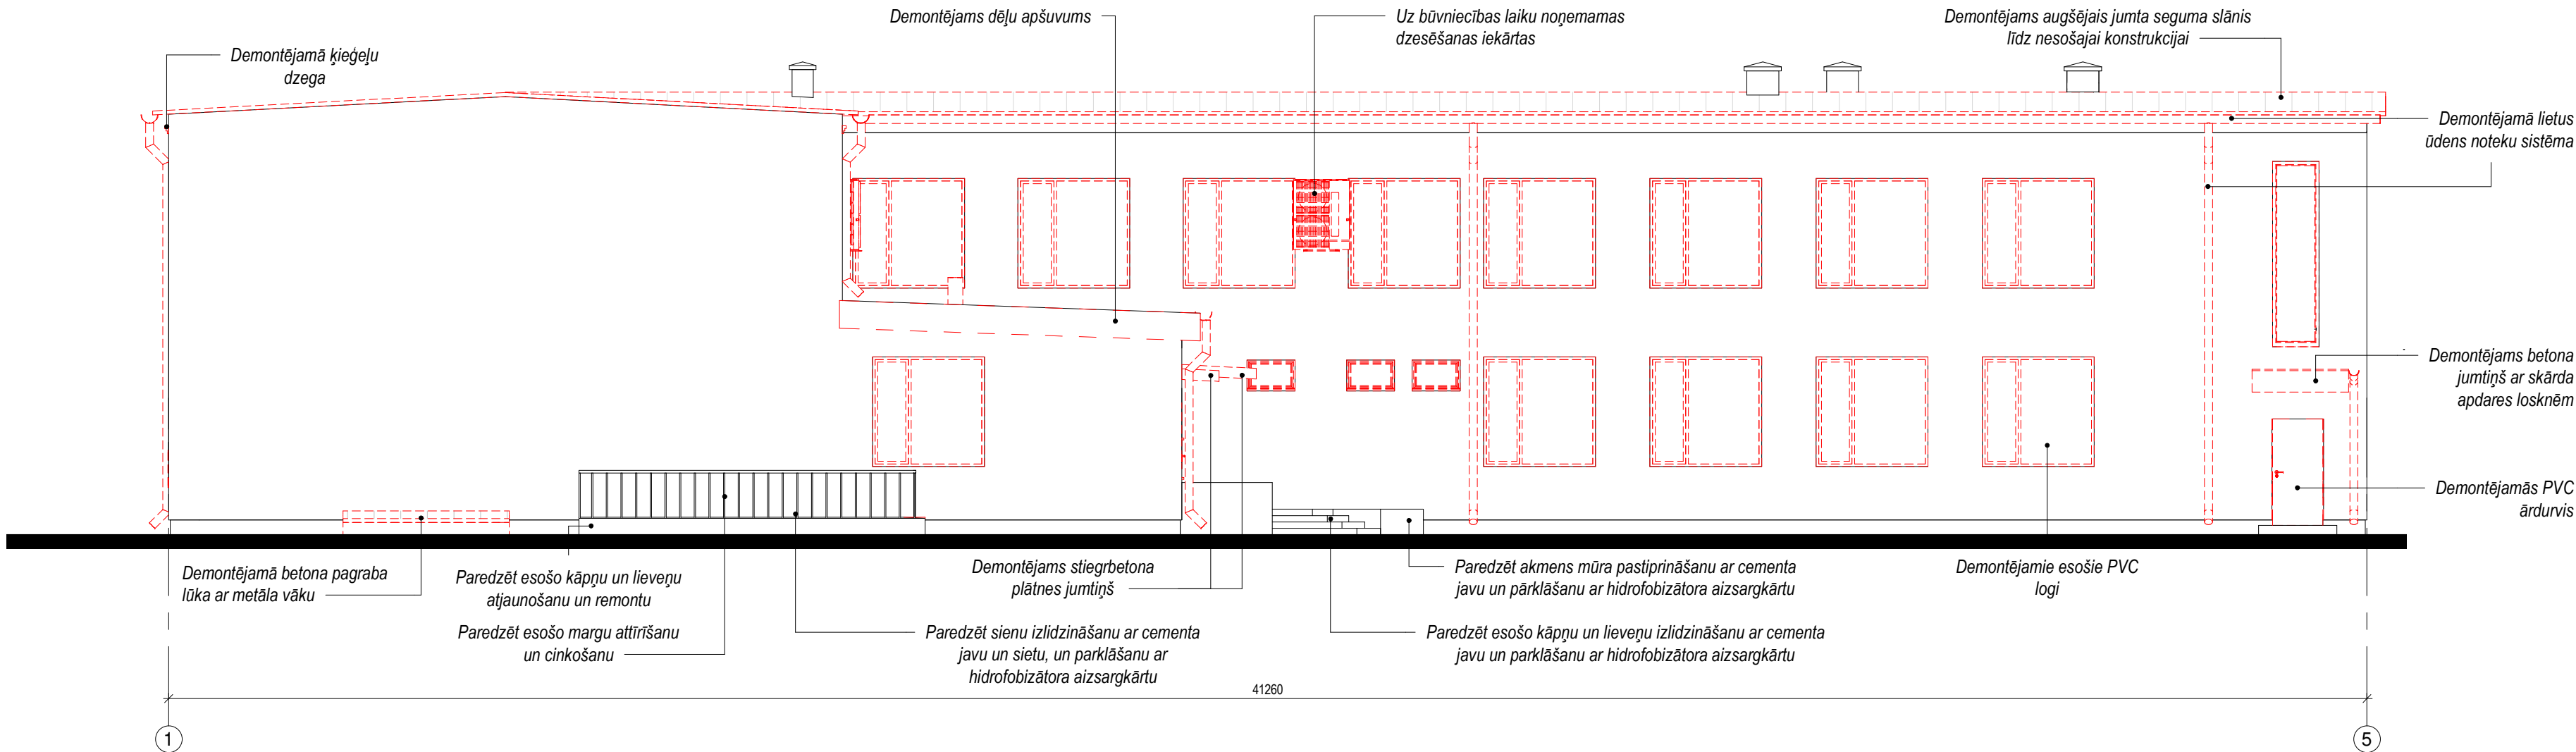 Demontējams dēļu apšuvums
Uz būvniecības laiku noņemamas
dzesēšanas iekārtas
Demontējams augšējais jumta seguma slānis
līdz nesošajai konstrukcijai
Demontējamā ķieģeļu
dzega
Demontējamā lietus
ūdens noteku sistēma
Demontējams betona
jumtiņš ar skārda
apdares losknēm
Demontējamās PVC
ārdurvis
Demontējamā betona pagraba
lūka ar metāla vāku
Paredzēt esošo kāpņu un lieveņu
atjaunošanu un remontu
Demontējams stiegrbetona
plātnes jumtiņš
Paredzēt akmens mūra pastiprināšanu ar cementa
javu un pārklāšanu ar hidrofobizātora aizsargkārtu
Demontējamie esošie PVC
logi
Paredzēt esošo margu attīrīšanu
un cinkošanu
Paredzēt sienu izlidzināšanu ar cementa
javu un sietu, un parklāšanu ar
hidrofobizātora aizsargkārtu
Paredzēt esošo kāpņu un lieveņu izlidzināšanu ar cementa
javu un parklāšanu ar hidrofobizātora aizsargkārtu
41260
1
5